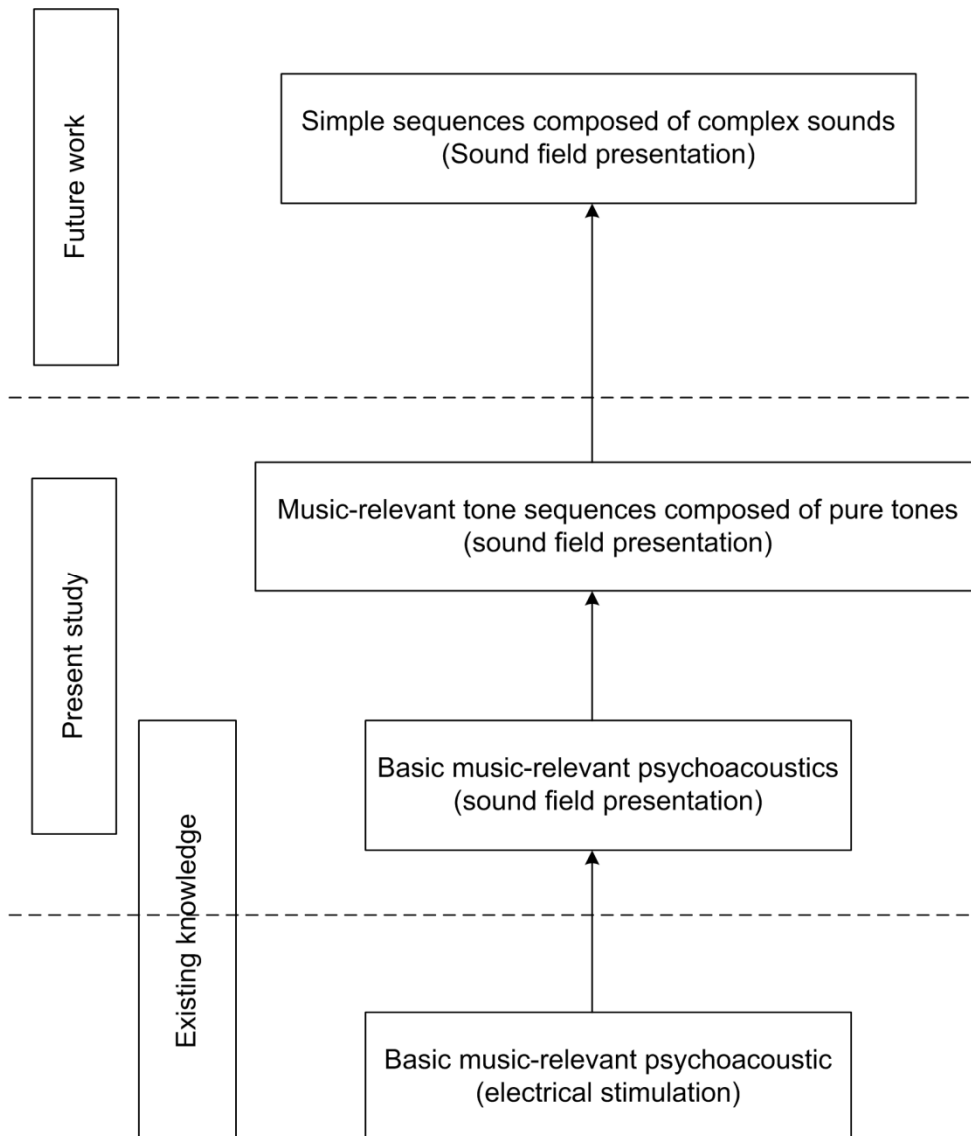 Future work
Simple sequences composed of complex sounds
(Sound field presentation)
Present study
Music-relevant tone sequences composed of pure tones
(sound field presentation)
Existing knowledge
Basic music-relevant psychoacoustics
(sound field presentation)
Basic music-relevant psychoacoustic
(electrical stimulation)